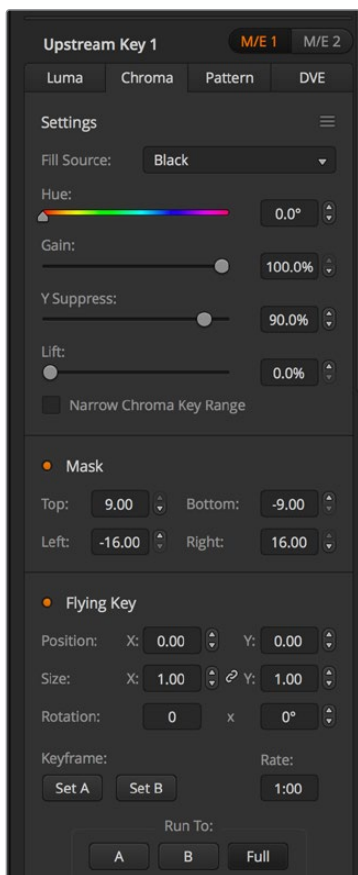 Upstream Key 1 M/E 1 M/E 2
Luma Chroma Pattern DVE
Settings
Fill Source: Black
Hue:
0.0°
Gain:
100.0%
Y Suppress:
90.0%
Lift:
0.0%
Narrow Chroma Key Range
Mask
Top: 9.00 Bottom: -9.00
Left: -16.00 Right: 16.00
Flying Key
Position: X: 0.00 Y: 0.00
Size: X: 1.00 Y: 1.00
Rotation: 0 x 0°
Keyframe: Rate:
Set A Set B 1:00
Run To:
A B Full